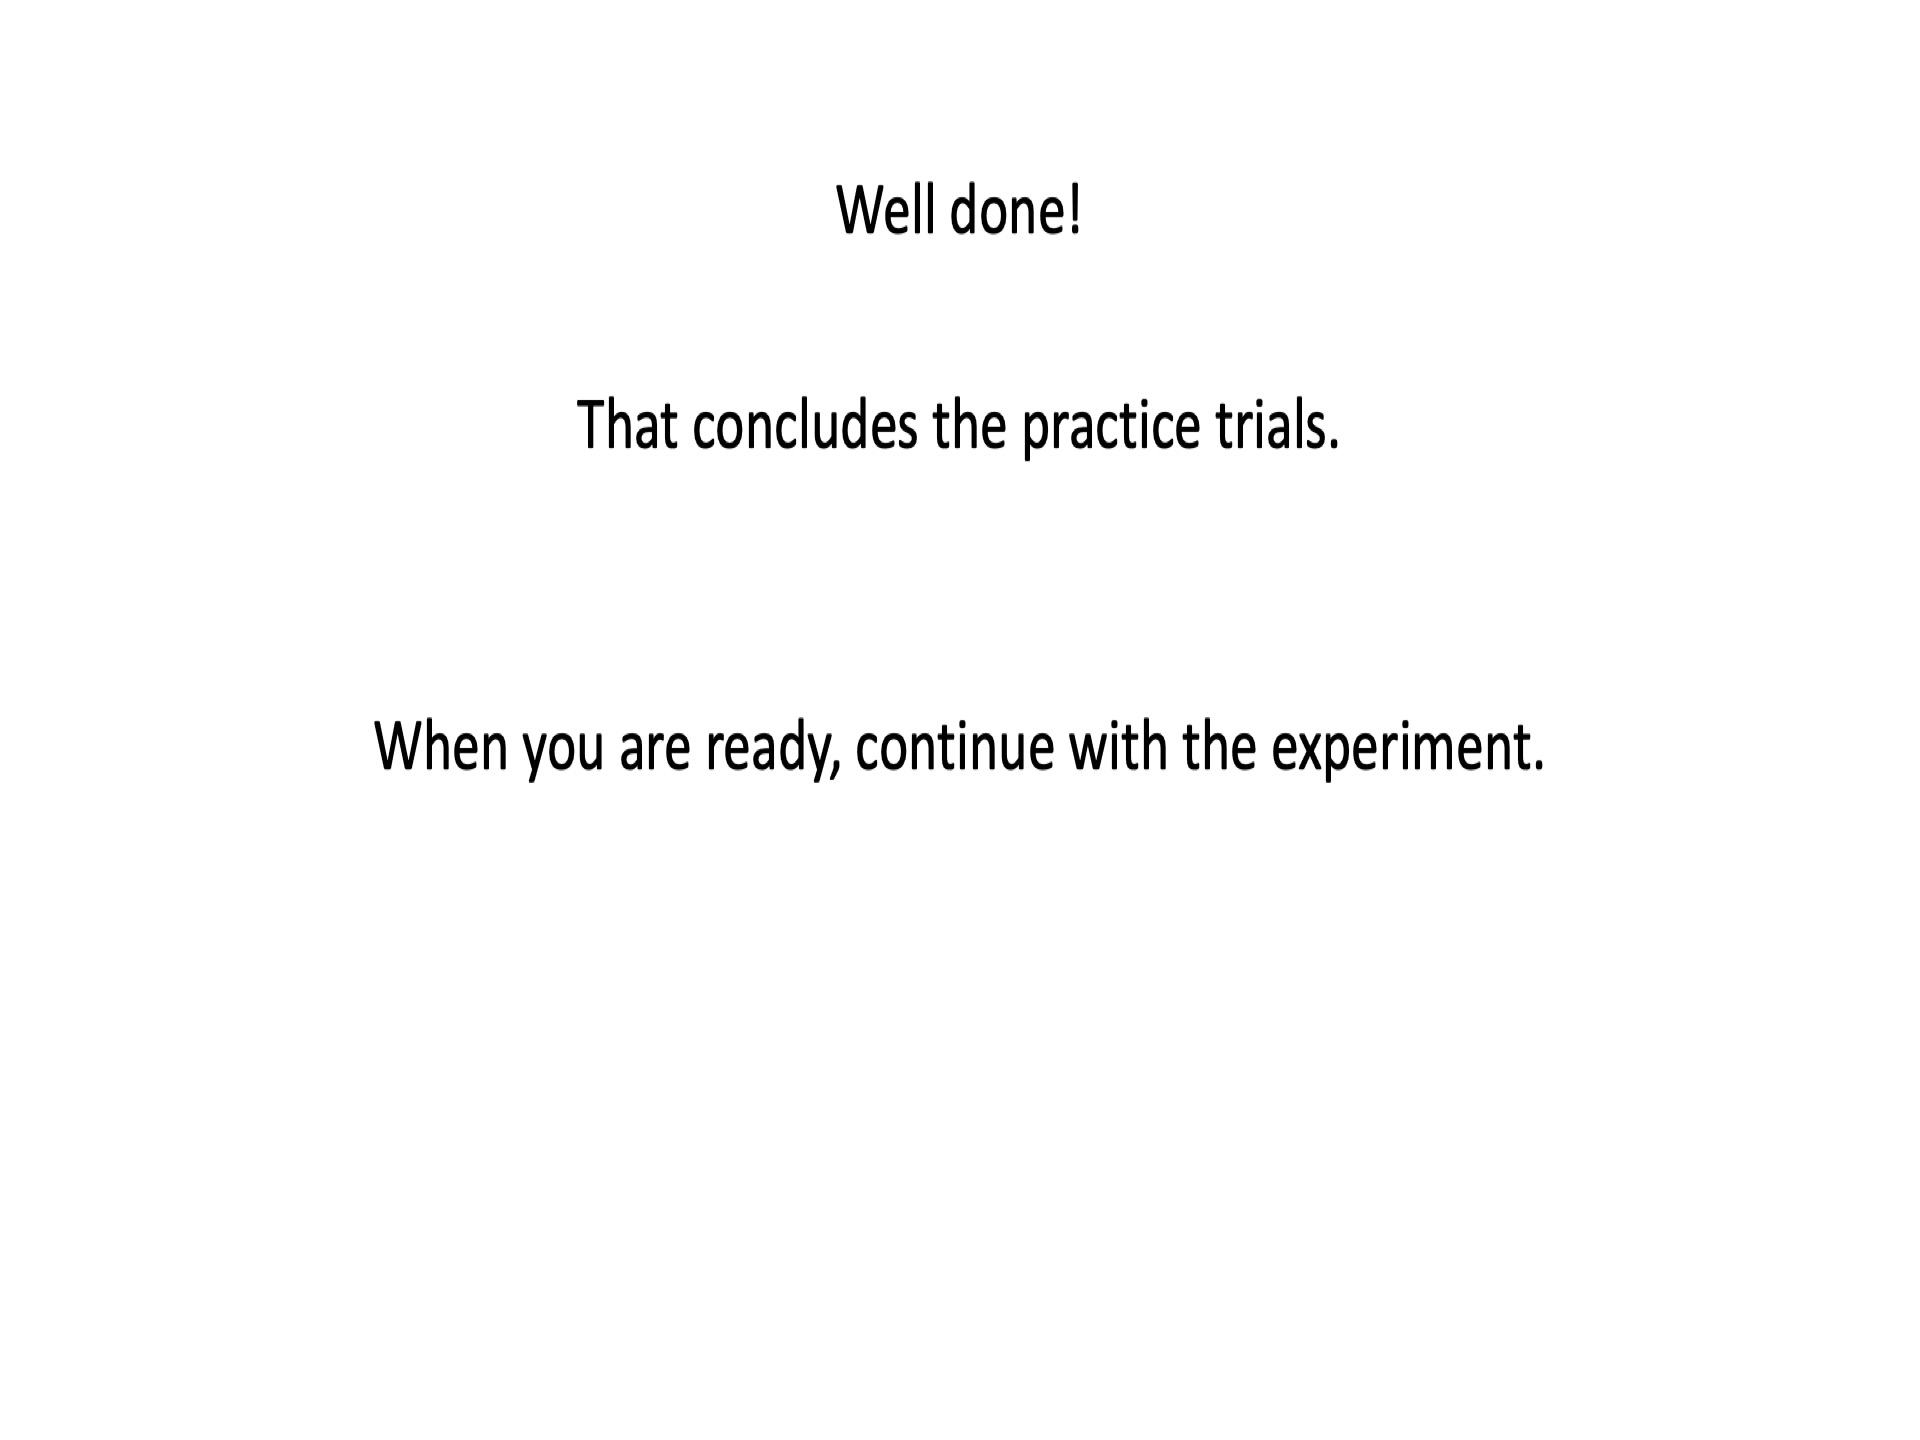 Well done!
That concludes the practice trials.
When you are ready, continue with the experiment.